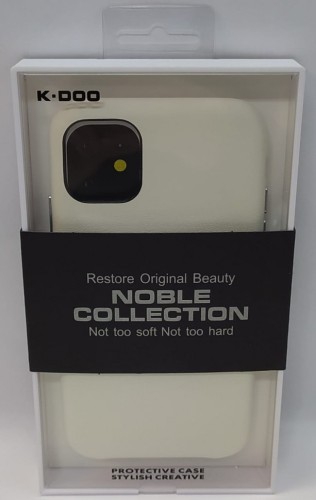 K·DOO
Restore Original Beauty
NOBLE
COLLECTION
Not too soft Not too hard
PROTECTIVE CASE
STYLISH CREATIVE